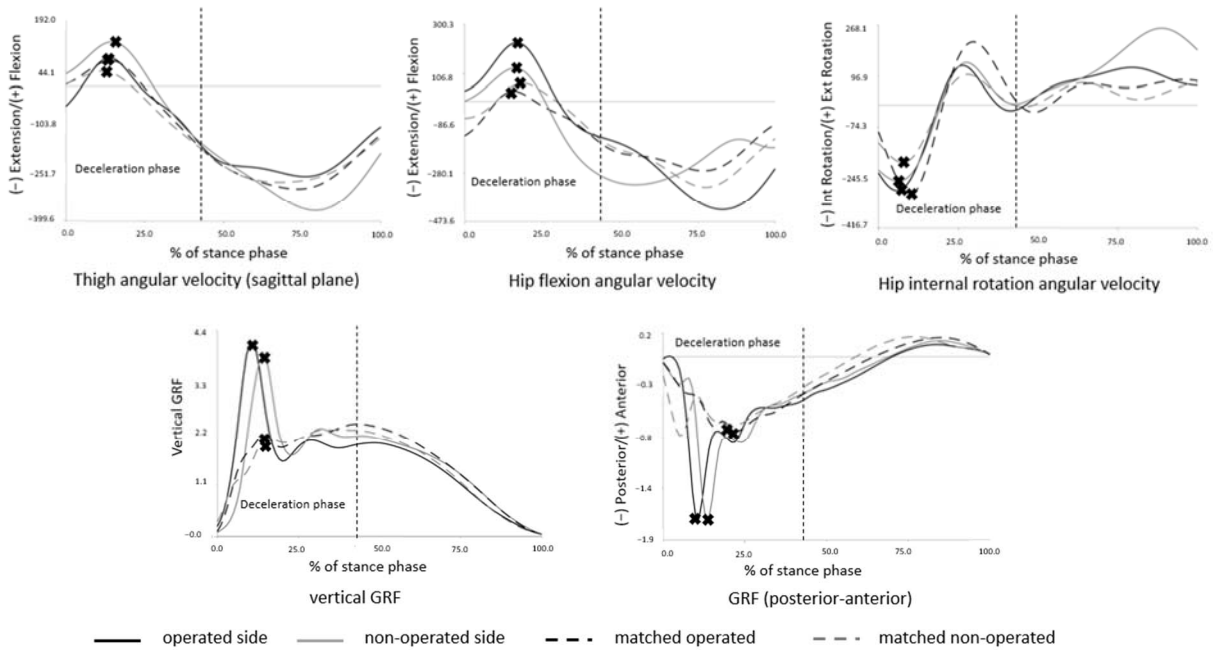 (−) Extension/(+) Flexion
192.0
44.1
−103.8
−251.7
−399.6
Deceleration phase
0.0 25.0 50.0 75.0 100.0
% of stance phase
Thigh angular velocity (sagittal plane)
(−) Extension/(+) Flexion
300.3
106.8
−86.6
−280.1
−473.6
Deceleration phase
0.0 25.0 50.0 75.0 100.0
% of stance phase
Hip flexion angular velocity
(−) Int Rotation/(+) Ext Rotation
268.1
96.9
−74.3
−245.5
−416.7
Deceleration phase
0.0 25.0 50.0 75.0 100.0
% of stance phase
Hip internal rotation angular velocity
Vertical GRF
4.4
3.3
2.2
1.1
−0.0
Deceleration phase
0.0 25.0 50.0 75.0 100.0
% of stance phase
vertical GRF
(−) Posterior/(+) Anterior
0.2
−0.3
−0.8
−1.4
−1.9
Deceleration phase
0.0 25.0 50.0 75.0 100.0
% of stance phase
GRF (posterior-anterior)
operated side non-operated side matched operated matched non-operated